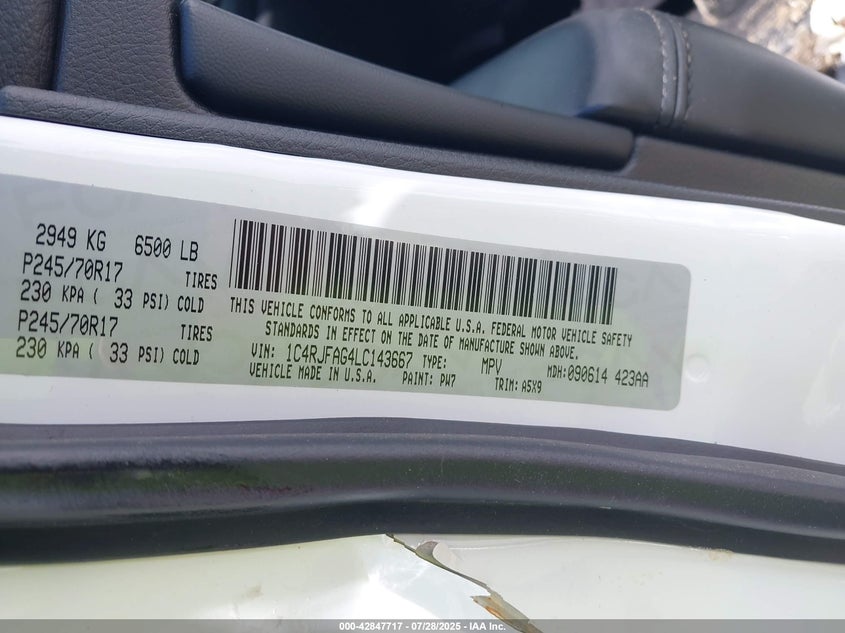 2949 KG 6500 LB
P245/70R17 TIRES
230 KPA ( 33 PSI) COLD
P245/70R17 TIRES
230 KPA ( 33 PSI) COLD
THIS VEHICLE CONFORMS TO ALL APPLICABLE U.S.A. FEDERAL MOTOR VEHICLE SAFETY
STANDARDS IN EFFECT ON THE DATE OF MANUFACTURE SHOWN ABOVE.
VIN: 1C4RJFAG4LC143667 TYPE: MPV MDH:090614 423AA
VEHICLE MADE IN U.S.A. PAINT: PW7 TRIM: A5X9
000-42847717 - 07/28/2025 - IAA Inc.